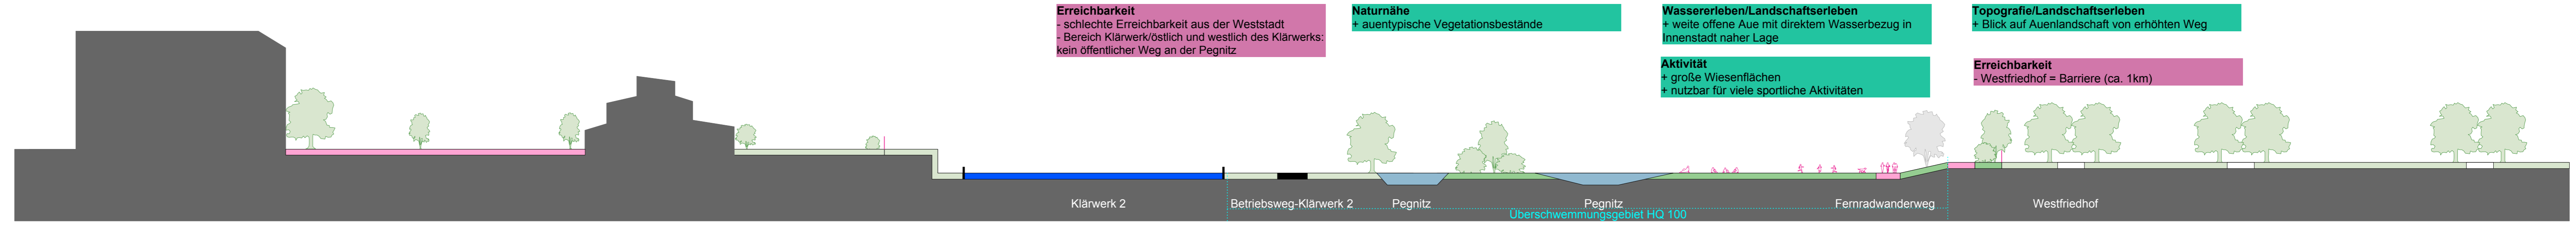 Erreichbarkeit
- schlechte Erreichbarkeit aus der Weststadt
- Bereich Klärwerk/östlich und westlich des Klärwerks:
kein öffentlicher Weg an der Pegnitz
Naturnähe
+ auentypische Vegetationsbestände
Wassererleben/Landschaftserleben
+ weite offene Aue mit direktem Wasserbezug in
Innenstadt naher Lage
Aktivität
+ große Wiesenflächen
+ nutzbar für viele sportliche Aktivitäten
Topografie/Landschaftserleben
+ Blick auf Auenlandschaft von erhöhten Weg
Erreichbarkeit
- Westfriedhof = Barriere (ca. 1km)
Klärwerk 2
Betriebsweg-Klärwerk 2
Pegnitz
Pegnitz
Fernradwanderweg
Westfriedhof
Überschwemmungsgebiet HQ 100